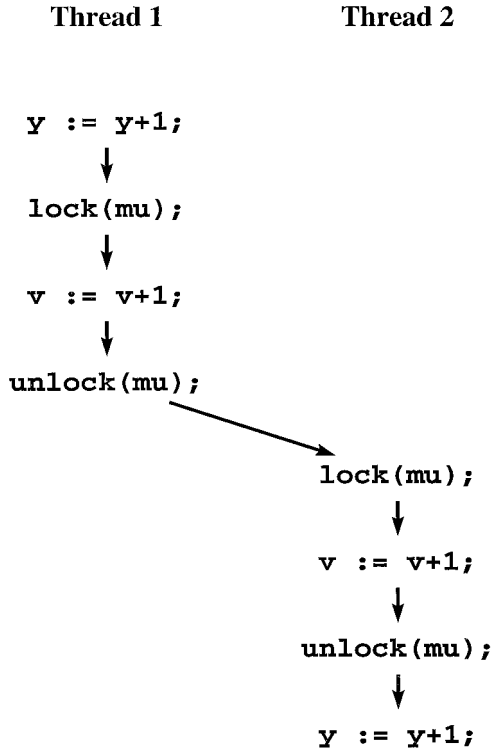 Thread 1 Thread 2
y := y+1;
lock(mu);
v := v+1;
unlock(mu);
lock(mu);
v := v+1;
unlock(mu);
y := y+1;